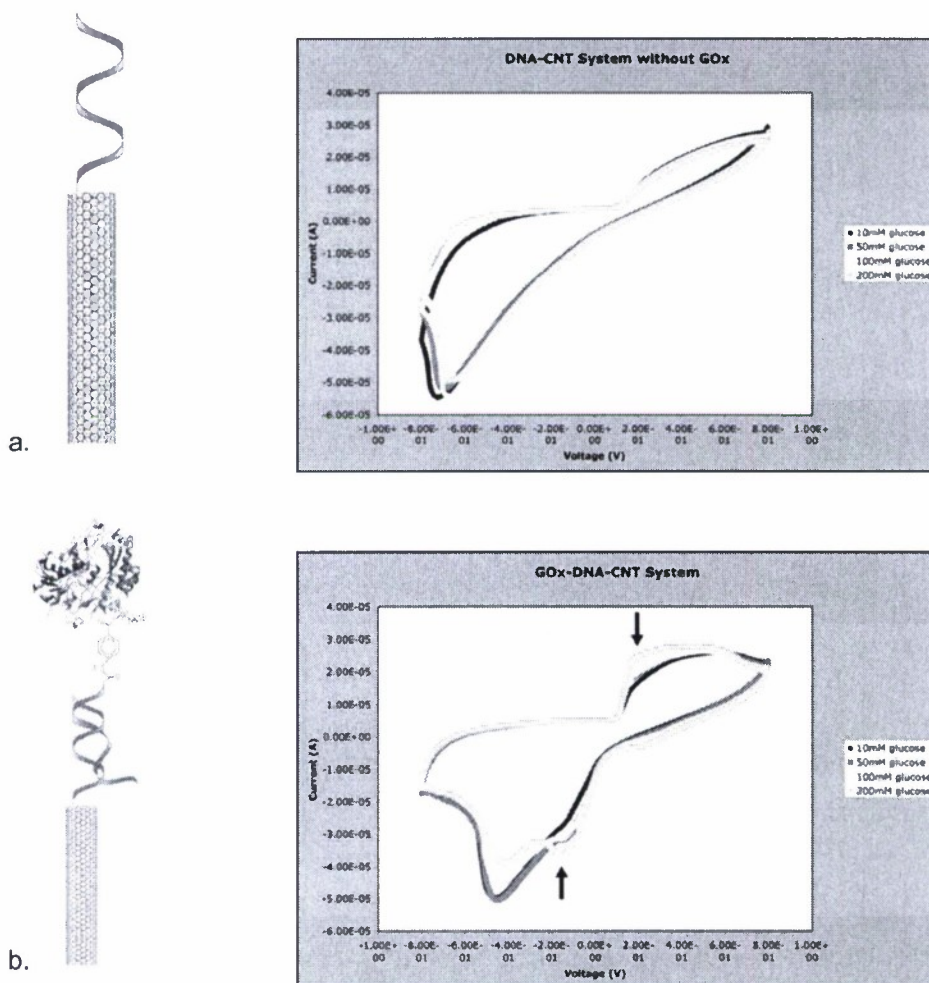 DNA-CNT System without GOx
4.00E-05
3.00E-05
2.00E-05
1.00E-05
0.00E+00
-1.00E-05
-2.00E-05
-3.00E-05
-4.00E-05
-5.00E-05
-6.00E-05
Current (A)
-1.00E+ -8.00E- -6.00E- -4.00E- -2.00E- 0.00E+ 2.00E- 4.00E- 6.00E- 8.00E- 1.00E+
00 01 01 01 01 00 01 01 01 01 00
Voltage (V)
10mM glucose
50mM glucose
100mM glucose
200mM glucose
a.
GOx-DNA-CNT System
4.00E-05
3.00E-05
2.00E-05
1.00E-05
0.00E+00
-1.00E-05
-2.00E-05
-3.00E-05
-4.00E-05
-5.00E-05
-6.00E-05
Current (A)
-1.00E+ -8.00E- -6.00E- -4.00E- -2.00E- 0.00E+ 2.00E- 4.00E- 6.00E- 8.00E- 1.00E+
00 01 01 01 01 00 01 01 01 01 00
Voltage (V)
10mM glucose
50mM glucose
100mM glucose
200mM glucose
b.